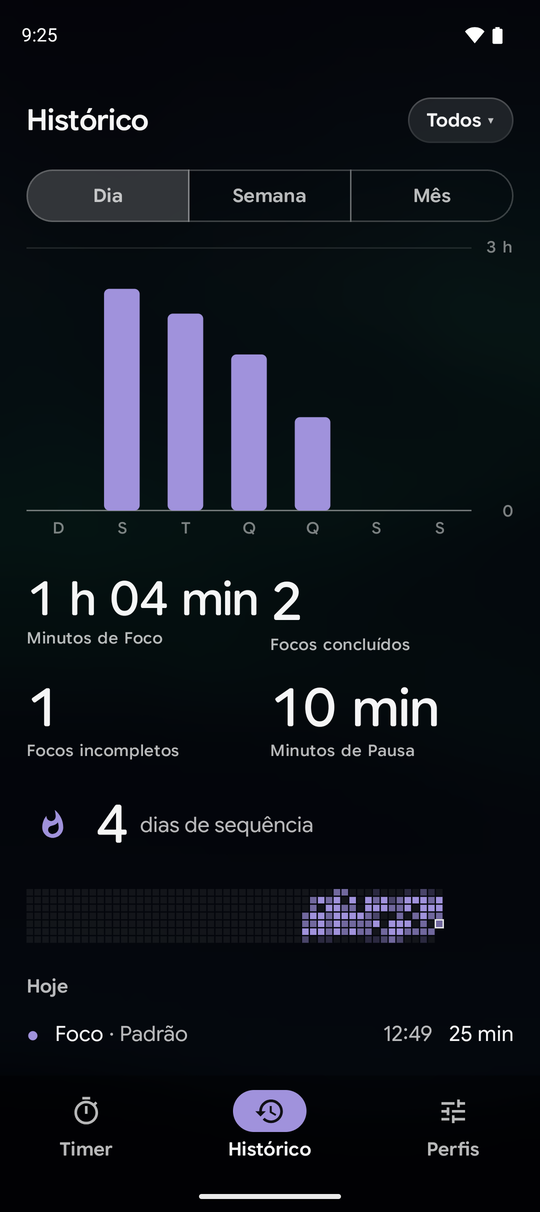 9:25
Histórico
Todos ▾
Dia Semana Mês
3 h
0
D S T Q Q S S
1 h 04 min 2
Minutos de Foco Focos concluídos
1 10 min
Focos incompletos Minutos de Pausa
4 dias de sequência
Hoje
Foco · Padrão 12:49 25 min
Timer Histórico Perfis